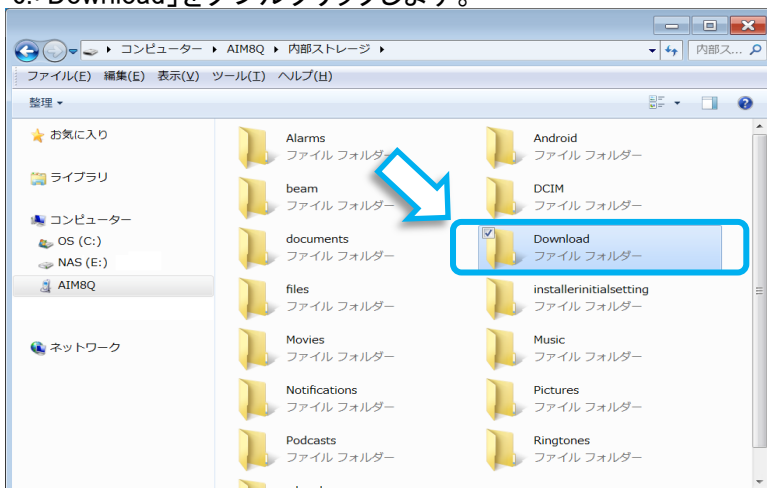 Download」をダブルクリックします。
コンピューター ▸ AIM8Q ▸ 内部ストレージ ▸
内部ス...
ファイル(F) 編集(E) 表示(V) ツール(T) ヘルプ(H)
整理
お気に入り
ライブラリ
コンピューター
OS (C:)
NAS (E:)
AIM8Q
ネットワーク
Alarms
ファイル フォルダー
Android
ファイル フォルダー
beam
ファイル フォルダー
DCIM
ファイル フォルダー
documents
ファイル フォルダー
Download
ファイル フォルダー
files
ファイル フォルダー
installerinitialsetting
ファイル フォルダー
Movies
ファイル フォルダー
Music
ファイル フォルダー
Notifications
ファイル フォルダー
Pictures
ファイル フォルダー
Podcasts
ファイル フォルダー
Ringtones
ファイル フォルダー